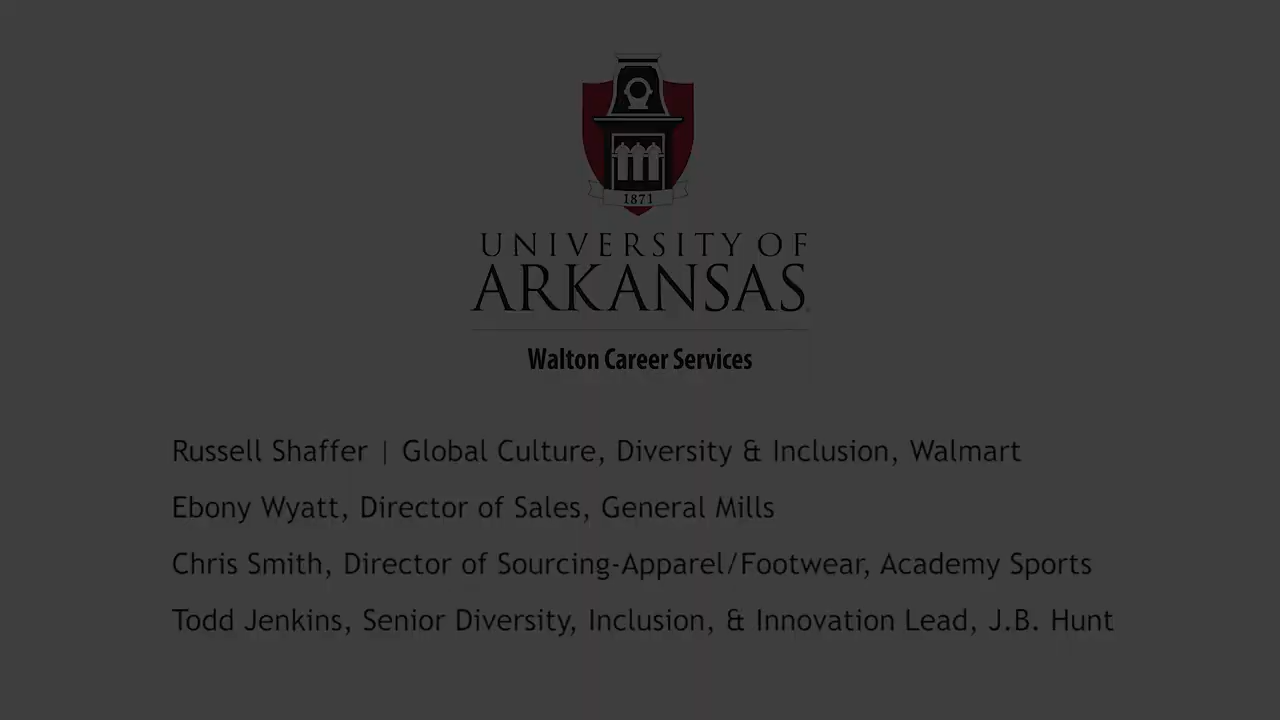 1871
UNIVERSITY OF
ARKANSAS
Walton Career Services
Russell Shaffer | Global Culture, Diversity & Inclusion, Walmart
Ebony Wyatt, Director of Sales, General Mills
Chris Smith, Director of Sourcing-Apparel/Footwear, Academy Sports
Todd Jenkins, Senior Diversity, Inclusion, & Innovation Lead, J.B. Hunt